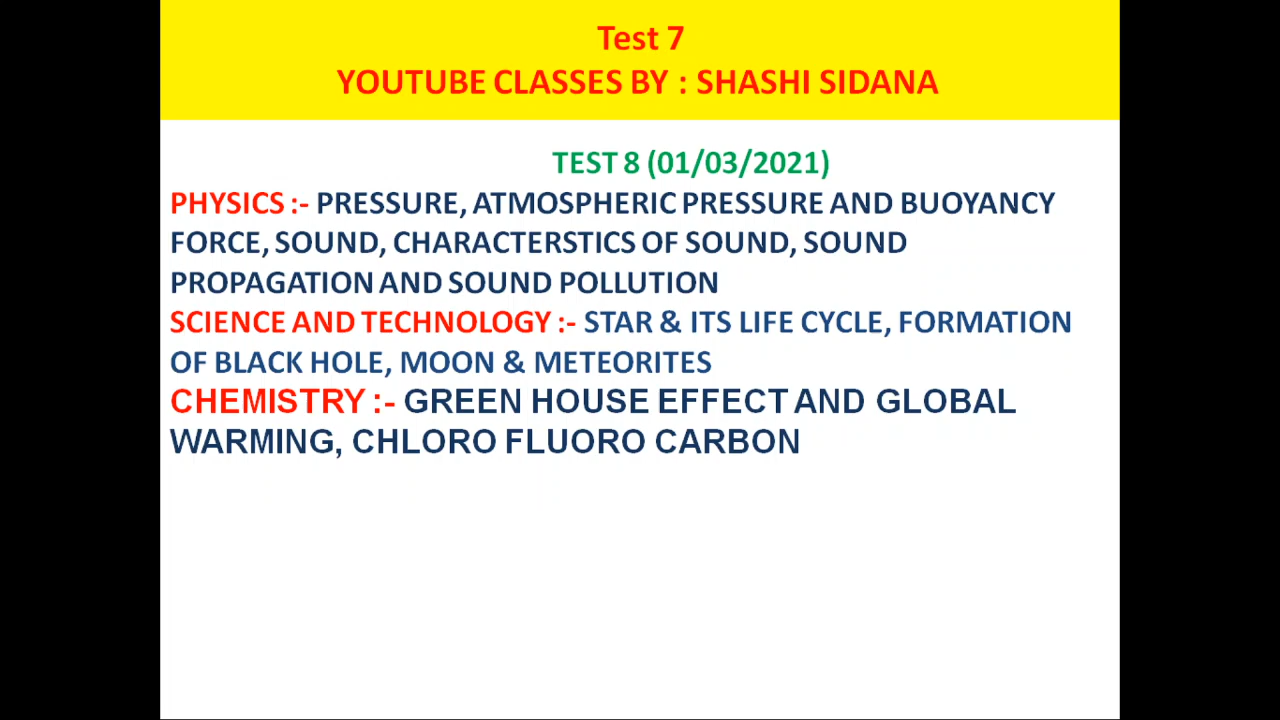 Test 7
YOUTUBE CLASSES BY : SHASHI SIDANA
TEST 8 (01/03/2021)
PHYSICS :- PRESSURE, ATMOSPHERIC PRESSURE AND BUOYANCY
FORCE, SOUND, CHARACTERSTICS OF SOUND, SOUND
PROPAGATION AND SOUND POLLUTION
SCIENCE AND TECHNOLOGY :- STAR & ITS LIFE CYCLE, FORMATION
OF BLACK HOLE, MOON & METEORITES
CHEMISTRY :- GREEN HOUSE EFFECT AND GLOBAL
WARMING, CHLORO FLUORO CARBON